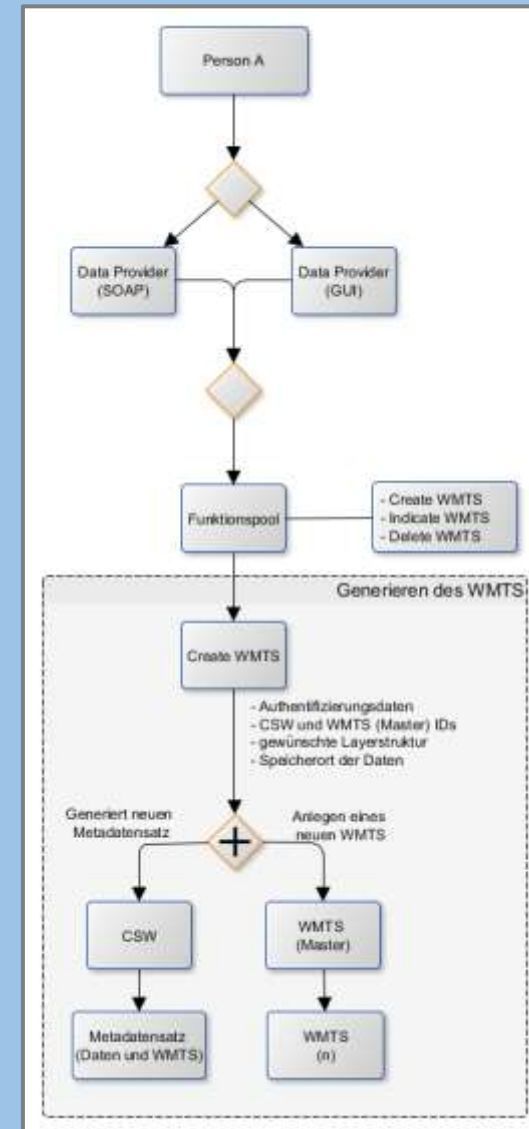 Person A
Data Provider
(SOAP)
Data Provider
(GUI)
Funktionspool
- Create WMTS
- Indicate WMTS
- Delete WMTS
Generieren des WMTS
Create WMTS
- Authentifizierungsdaten
- CSW und WMTS (Master) IDs
- gewünschte Layerstruktur
- Speicherort der Daten
Generiert neuen
Metadatensatz
Anlegen eines
neuen WMTS
CSW
WMTS
(Master)
Metadatensatz
(Daten und WMTS)
WMTS
(n)